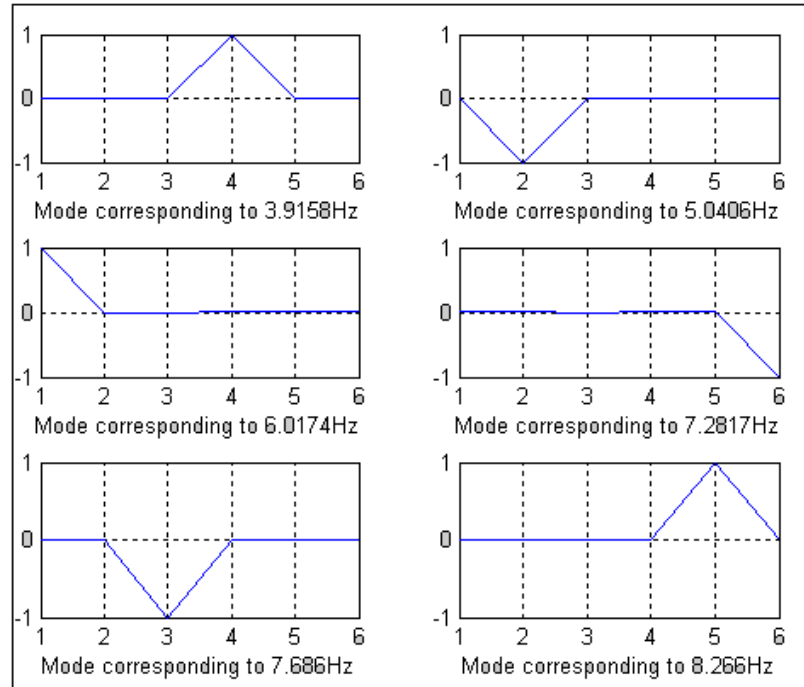 1
0
-1
1 2 3 4 5 6
Mode corresponding to 3.9158Hz
1
0
-1
1 2 3 4 5 6
Mode corresponding to 5.0406Hz
1
0
-1
1 2 3 4 5 6
Mode corresponding to 6.0174Hz
1
0
-1
1 2 3 4 5 6
Mode corresponding to 7.2817Hz
1
0
-1
1 2 3 4 5 6
Mode corresponding to 7.686Hz
1
0
-1
1 2 3 4 5 6
Mode corresponding to 8.266Hz